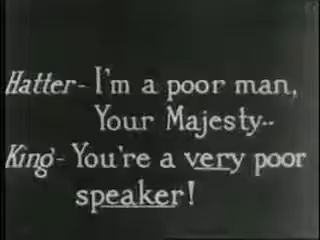 Hatter- I'm a poor man,
Your Majesty--
King- You're a very poor
speaker!